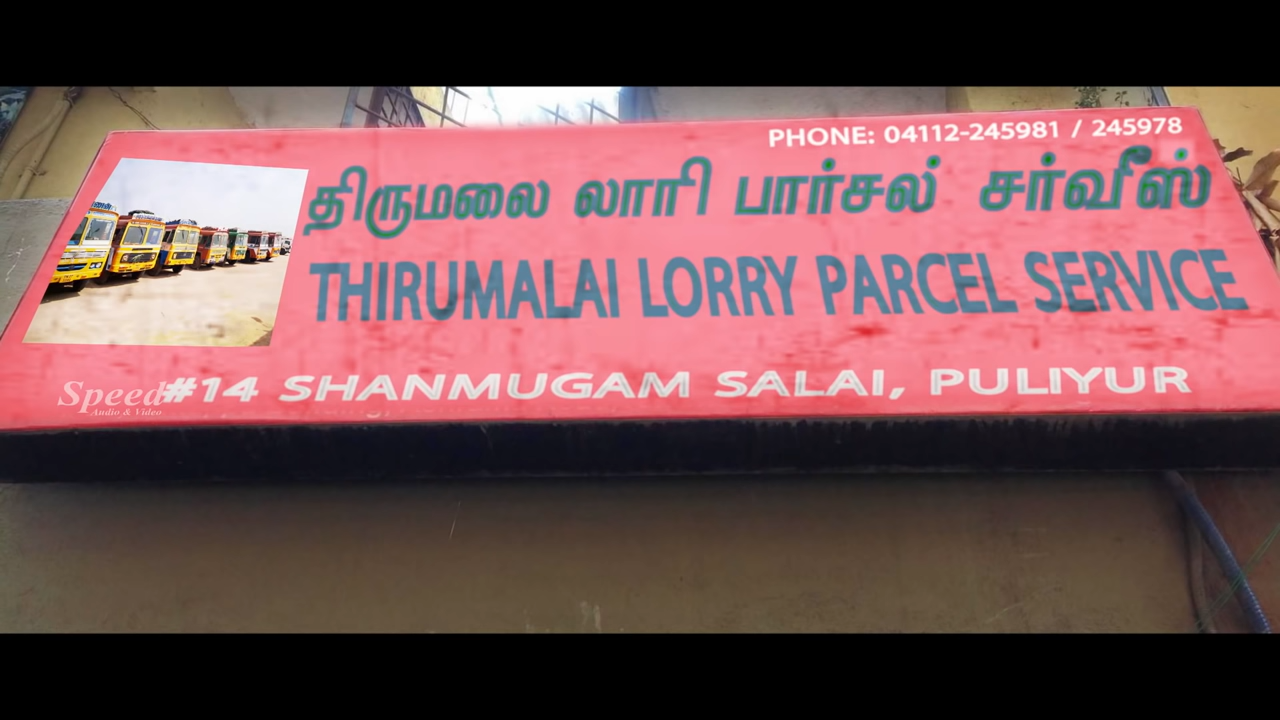 PHONE: 04112-245981 / 245978
திருமலை லாரி பார்சல் சர்வீஸ்
THIRUMALAI LORRY PARCEL SERVICE
#14 SHANMUGAM SALAI, PULIYUR
Speed
Audio & Video